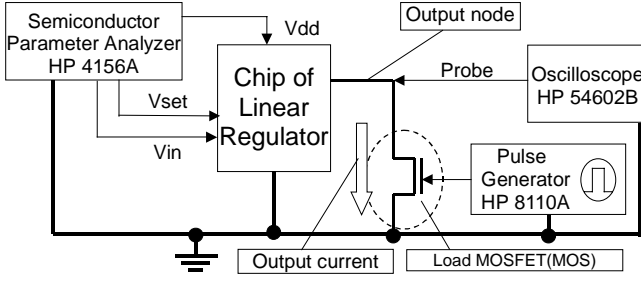 Semiconductor
Parameter Analyzer
HP 4156A
Vdd
Output node
Chip of
Linear
Regulator
Vset
Vin
Probe
Oscilloscope
HP 54602B
Pulse
Generator
HP 8110A
Output current
Load MOSFET(MOS)